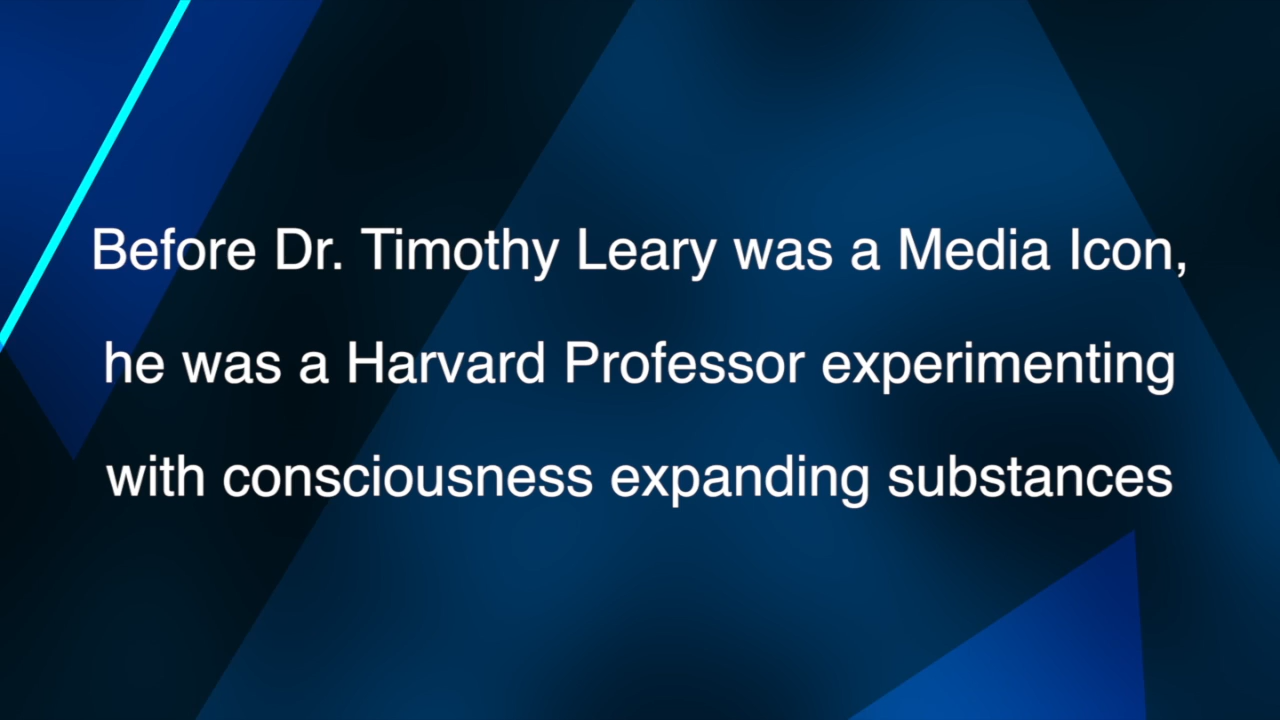 Before Dr. Timothy Leary was a Media Icon,
he was a Harvard Professor experimenting
with consciousness expanding substances